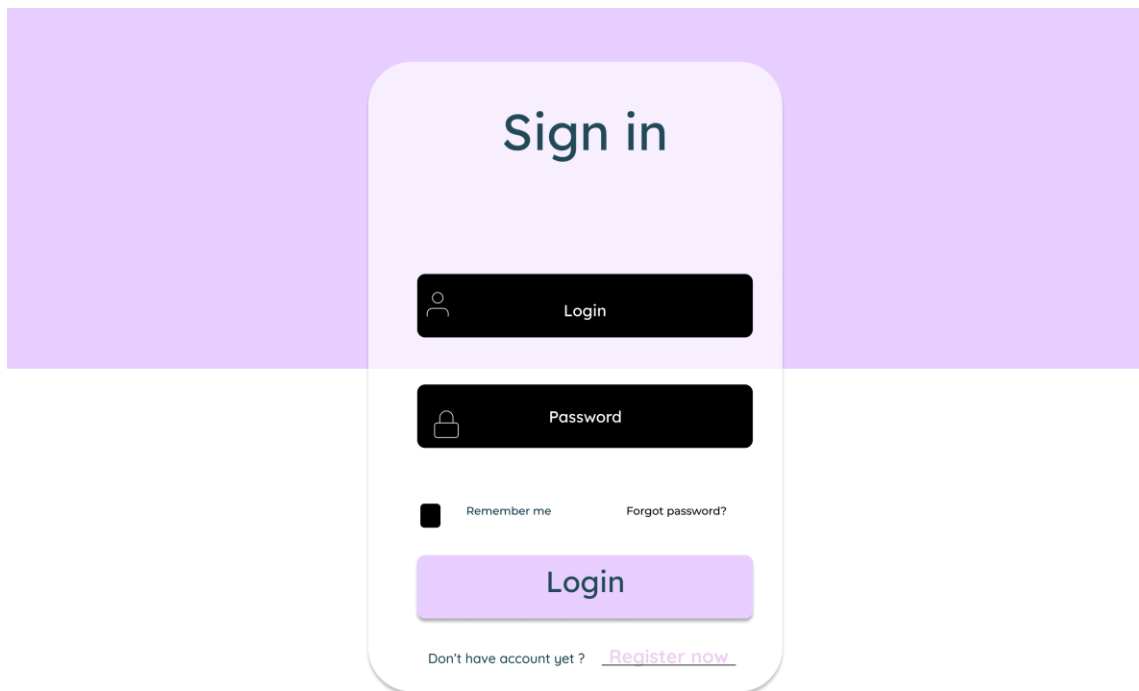 Sign in
Login
Password
Remember me
Forgot password?
Login
Don't have account yet ?
Register now